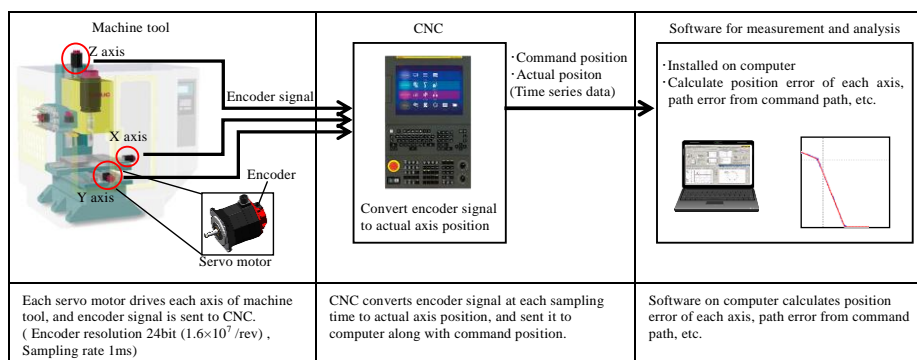 Machine tool
Z axis
Encoder signal
X axis
Y axis
Encoder
Servo motor
CNC
Convert encoder signal
to actual axis position
・Command position
・Actual positon
(Time series data)
Software for measurement and analysis
・Installed on computer
・Calculate position error of each axis,
path error from command path, etc.
Each servo motor drives each axis of machine
tool, and encoder signal is sent to CNC.
( Encoder resolution 24bit (1.6×10⁷ /rev) ,
Sampling rate 1ms)
CNC converts encoder signal at each sampling
time to actual axis position, and sent it to
computer along with command position.
Software on computer calculates position
error of each axis, path error from command
path, etc.